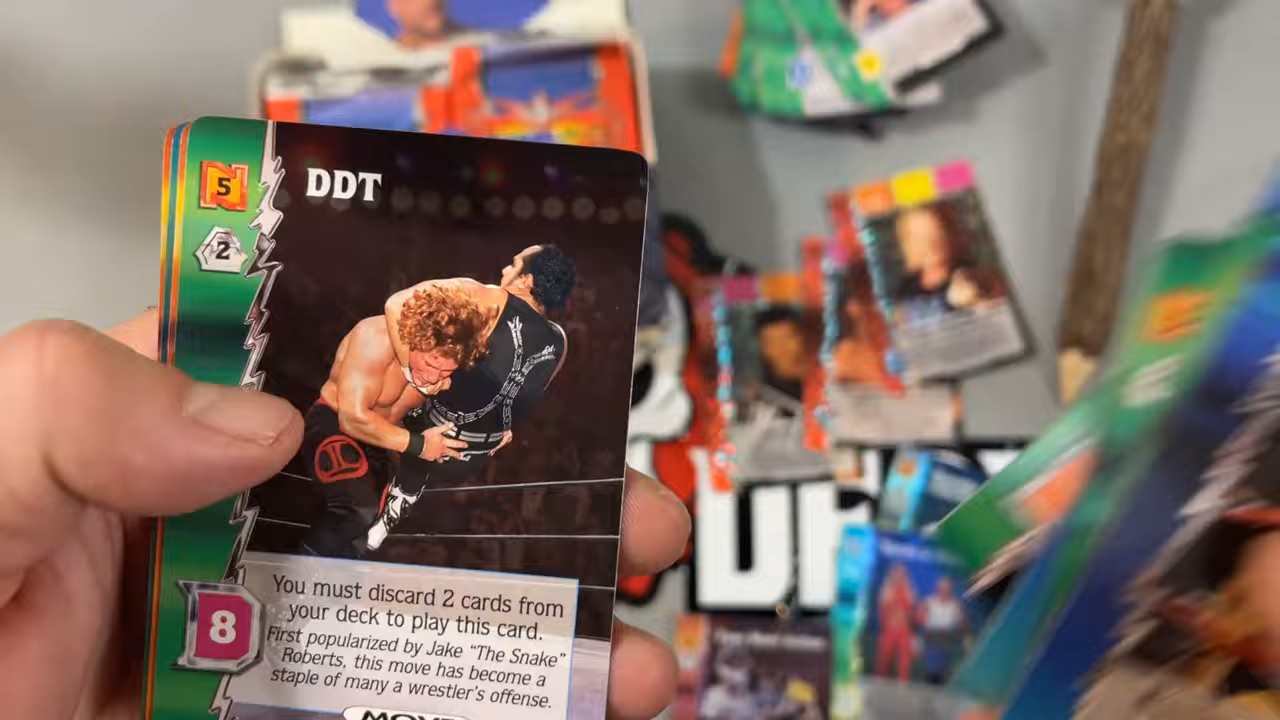 5
DDT
2
You must discard 2 cards from
your deck to play this card.
First popularized by Jake "The Snake"
Roberts, this move has become a
staple of many a wrestler's offense.
8